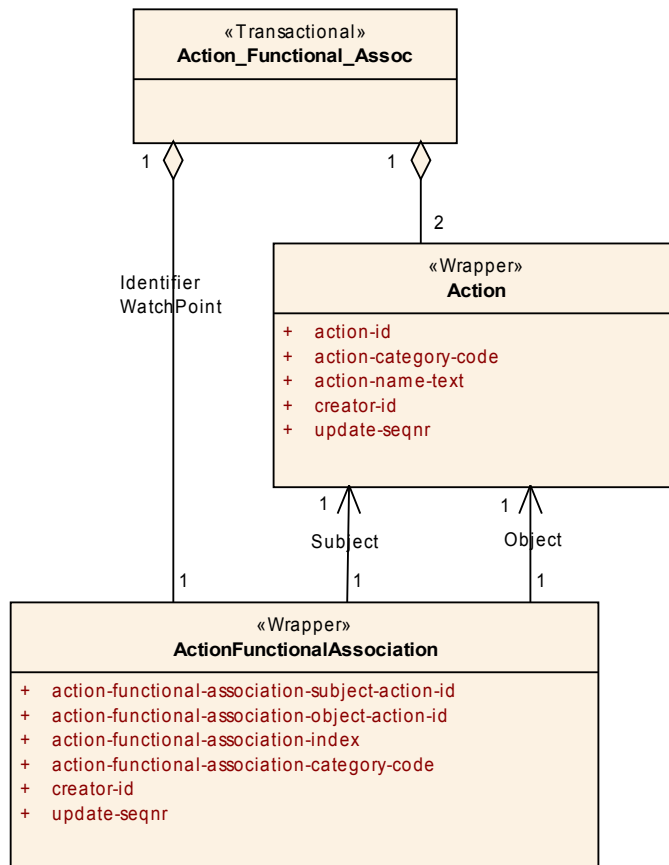 «Transactional»
Action_Functional_Assoc
1
1
2
Identifier
WatchPoint
«Wrapper»
Action
+ action-id
+ action-category-code
+ action-name-text
+ creator-id
+ update-seqnr
1
1
Subject
Object
1
1
1
«Wrapper»
ActionFunctionalAssociation
+ action-functional-association-subject-action-id
+ action-functional-association-object-action-id
+ action-functional-association-index
+ action-functional-association-category-code
+ creator-id
+ update-seqnr